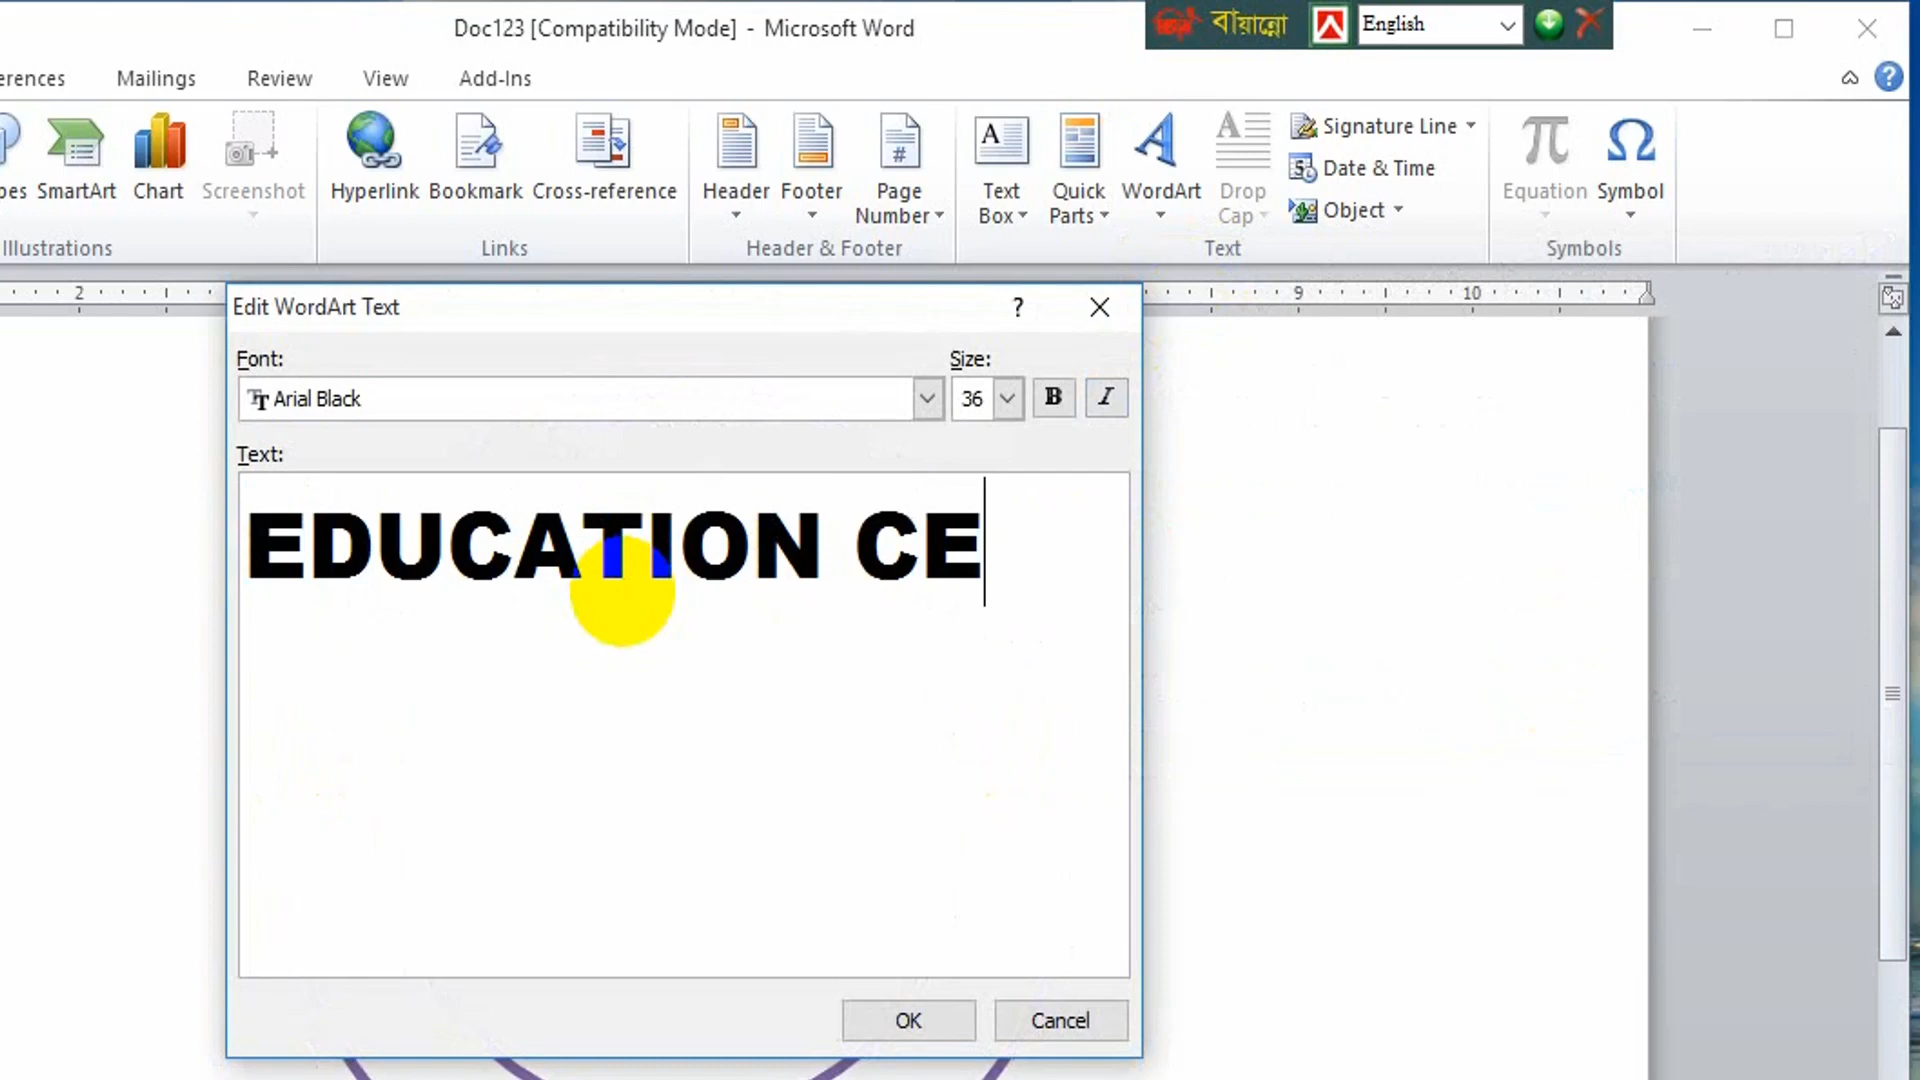 Doc123 [Compatibility Mode] - Microsoft Word
বায়ান্নো
English
erences Mailings Review View Add-Ins
pes SmartArt Chart Screenshot Hyperlink Bookmark Cross-reference Header Footer Page Number Text Box Quick Parts WordArt Drop Cap Signature Line Date & Time Object Equation Symbol
Illustrations Links Header & Footer Text Symbols
2 9 10
Edit WordArt Text ?
Font: Size:
Arial Black 36 B I
Text:
EDUCATION CE
OK Cancel